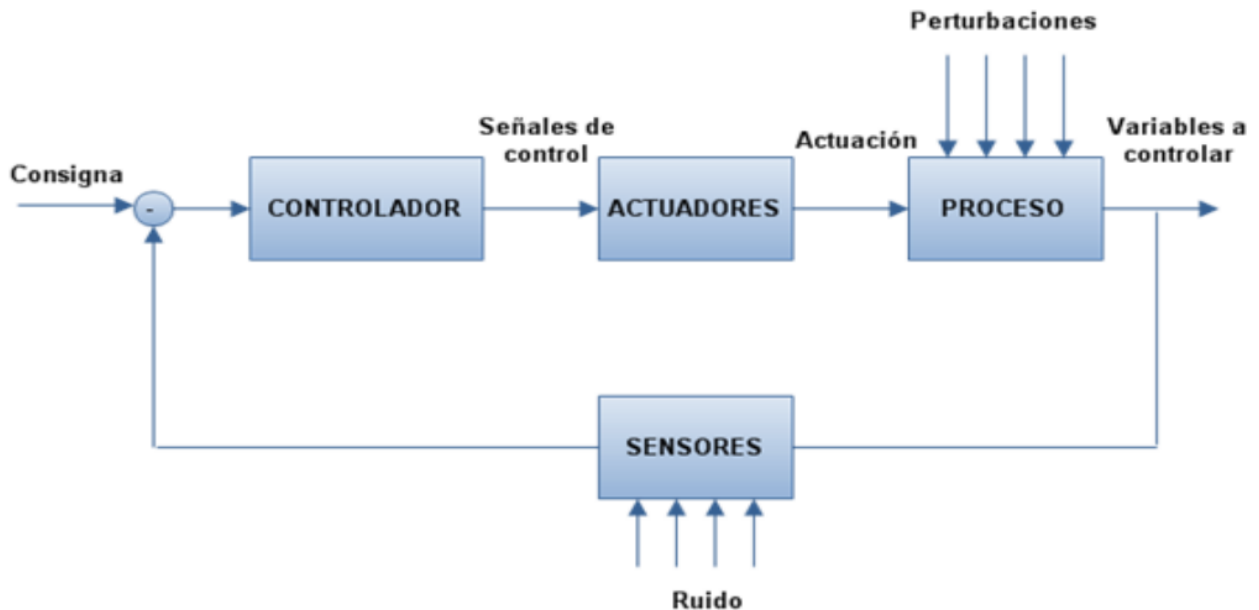 Perturbaciones
Señales de
control
Actuación
Variables a
controlar
Consigna
-
CONTROLADOR
ACTUADORES
PROCESO
SENSORES
Ruido